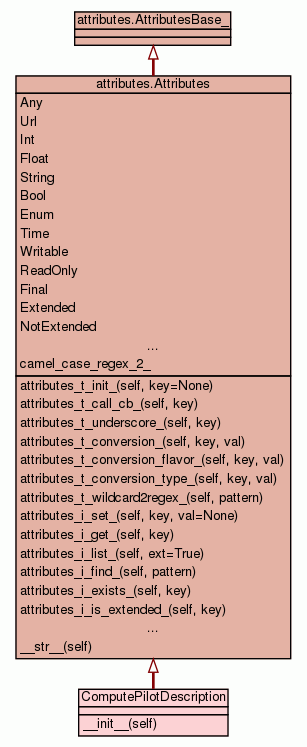 attributes.AttributesBase_
attributes.Attributes
Any
Url
Int
Float
String
Bool
Enum
Time
Writable
ReadOnly
Final
Extended
NotExtended
...
camel_case_regex_2_
attributes_t_init_(self, key=None)
attributes_t_call_cb_(self, key)
attributes_t_underscore_(self, key)
attributes_t_conversion_(self, key, val)
attributes_t_conversion_flavor_(self, key, val)
attributes_t_conversion_type_(self, key, val)
attributes_t_wildcard2regex_(self, pattern)
attributes_i_set_(self, key, val=None)
attributes_i_get_(self, key)
attributes_i_list_(self, ext=True)
attributes_i_find_(self, pattern)
attributes_i_exists_(self, key)
attributes_i_is_extended_(self, key)
...
__str__(self)
ComputePilotDescription
__init__(self)